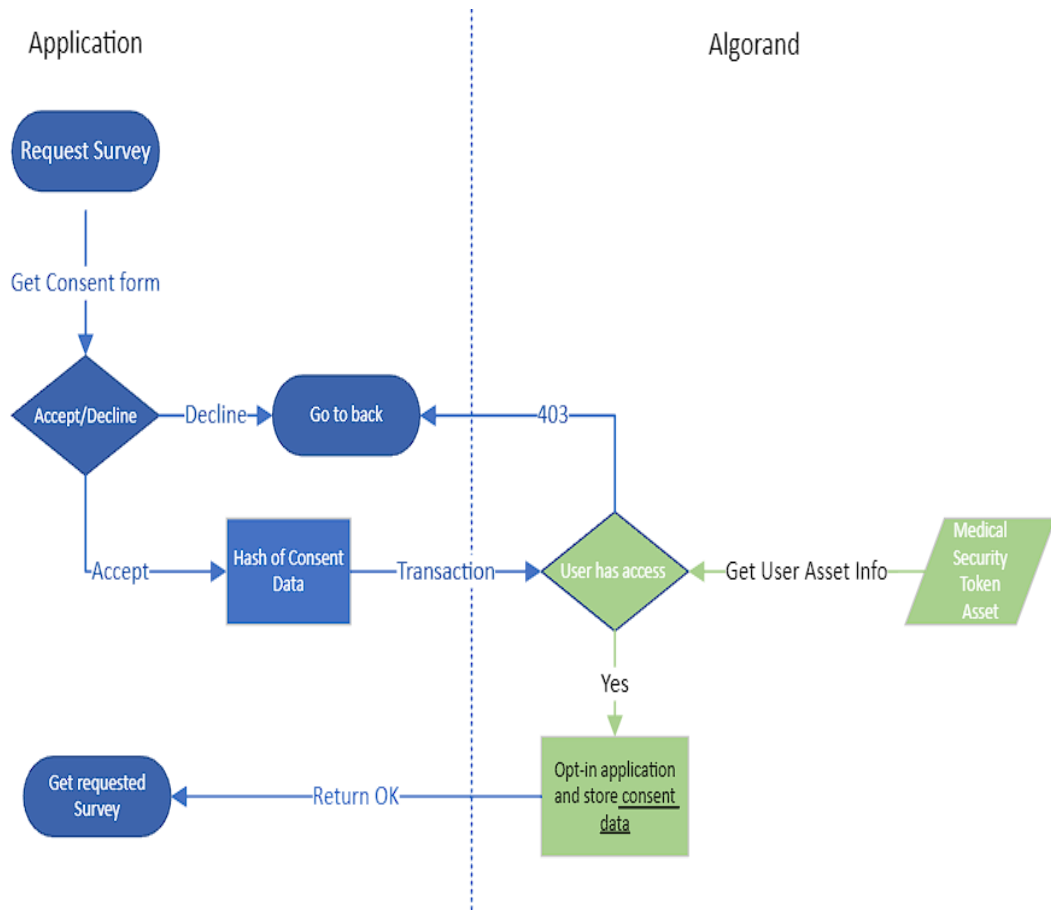 Application
Algorand
Request Survey
Get Consent form
Accept/Decline
Decline
Go to back
403
Accept
Hash of Consent
Data
Transaction
User has access
Get User Asset Info
Medical
Security
Token
Asset
Yes
Opt-in application
and store consent
data
Return OK
Get requested
Survey